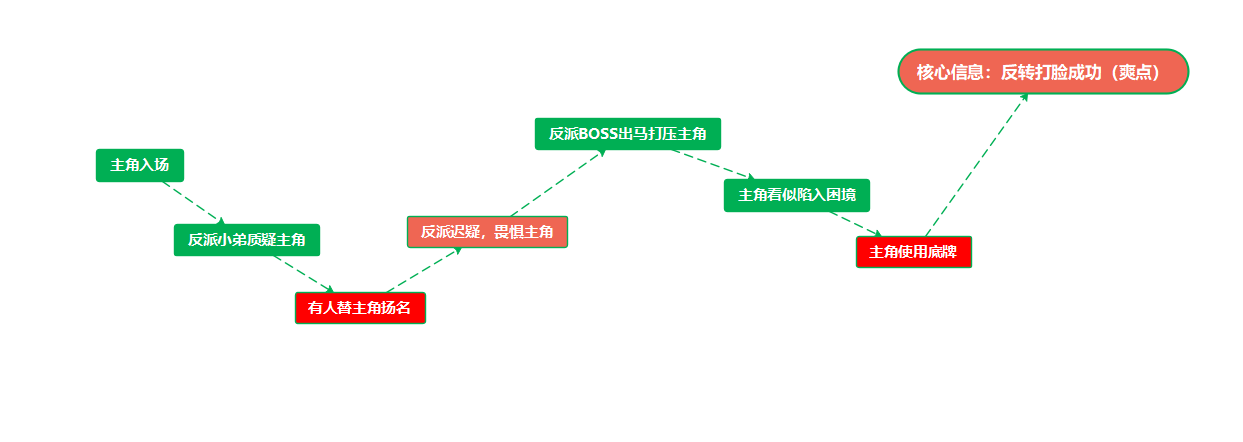 主角入场
反派小弟质疑主角
有人替主角扬名
反派迟疑，畏惧主角
反派BOSS出马打压主角
主角看似陷入困境
主角使用底牌
核心信息：反转打脸成功（爽点）